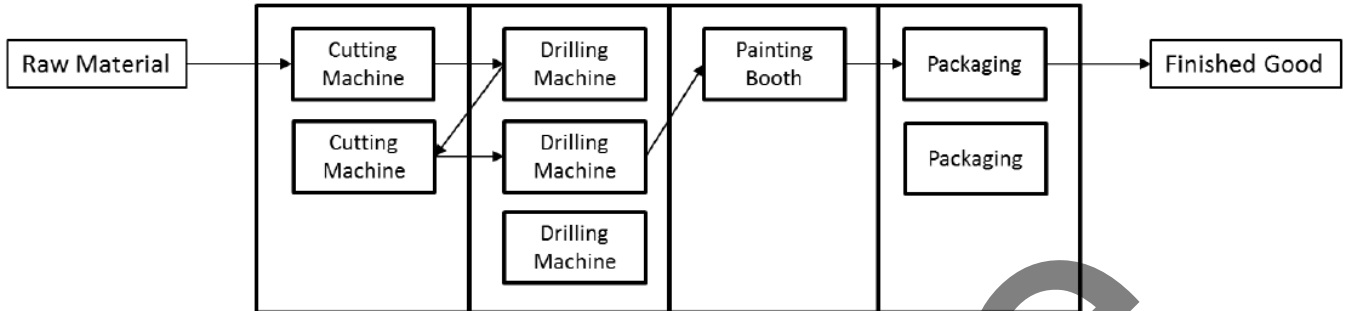 Raw Material
Cutting
Machine
Drilling
Machine
Painting
Booth
Packaging
Finished Good
Cutting
Machine
Drilling
Machine
Packaging
Drilling
Machine